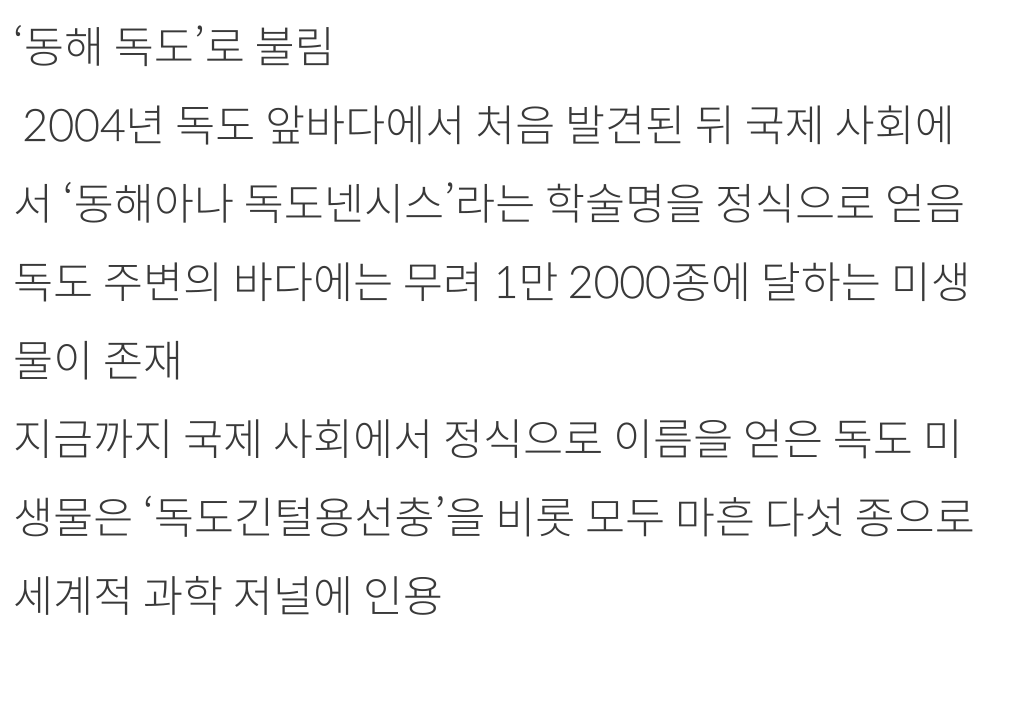 ‘동해 독도’로 불림
2004년 독도 앞바다에서 처음 발견된 뒤 국제 사회에
서 ‘동해아나 독도넨시스’라는 학술명을 정식으로 얻음
독도 주변의 바다에는 무려 1만 2000종에 달하는 미생
물이 존재
지금까지 국제 사회에서 정식으로 이름을 얻은 독도 미
생물은 ‘독도긴털용선충’을 비롯 모두 마흔 다섯 종으로
세계적 과학 저널에 인용